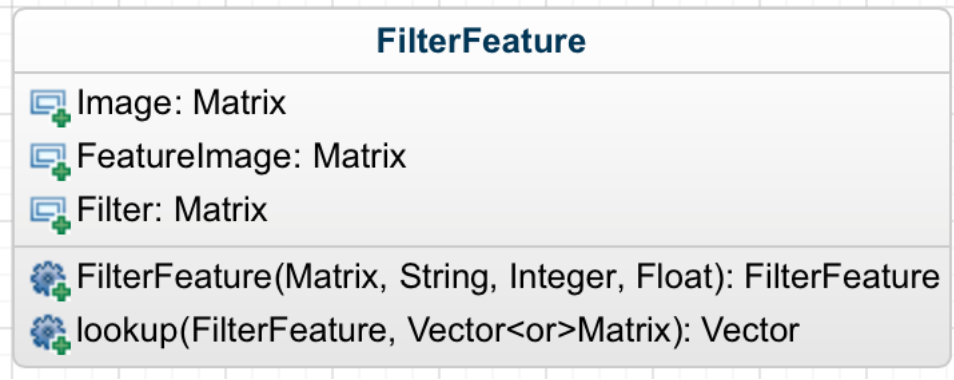 FilterFeature
Image: Matrix
FeatureImage: Matrix
Filter: Matrix
FilterFeature(Matrix, String, Integer, Float): FilterFeature
lookup(FilterFeature, Vector<or>Matrix): Vector